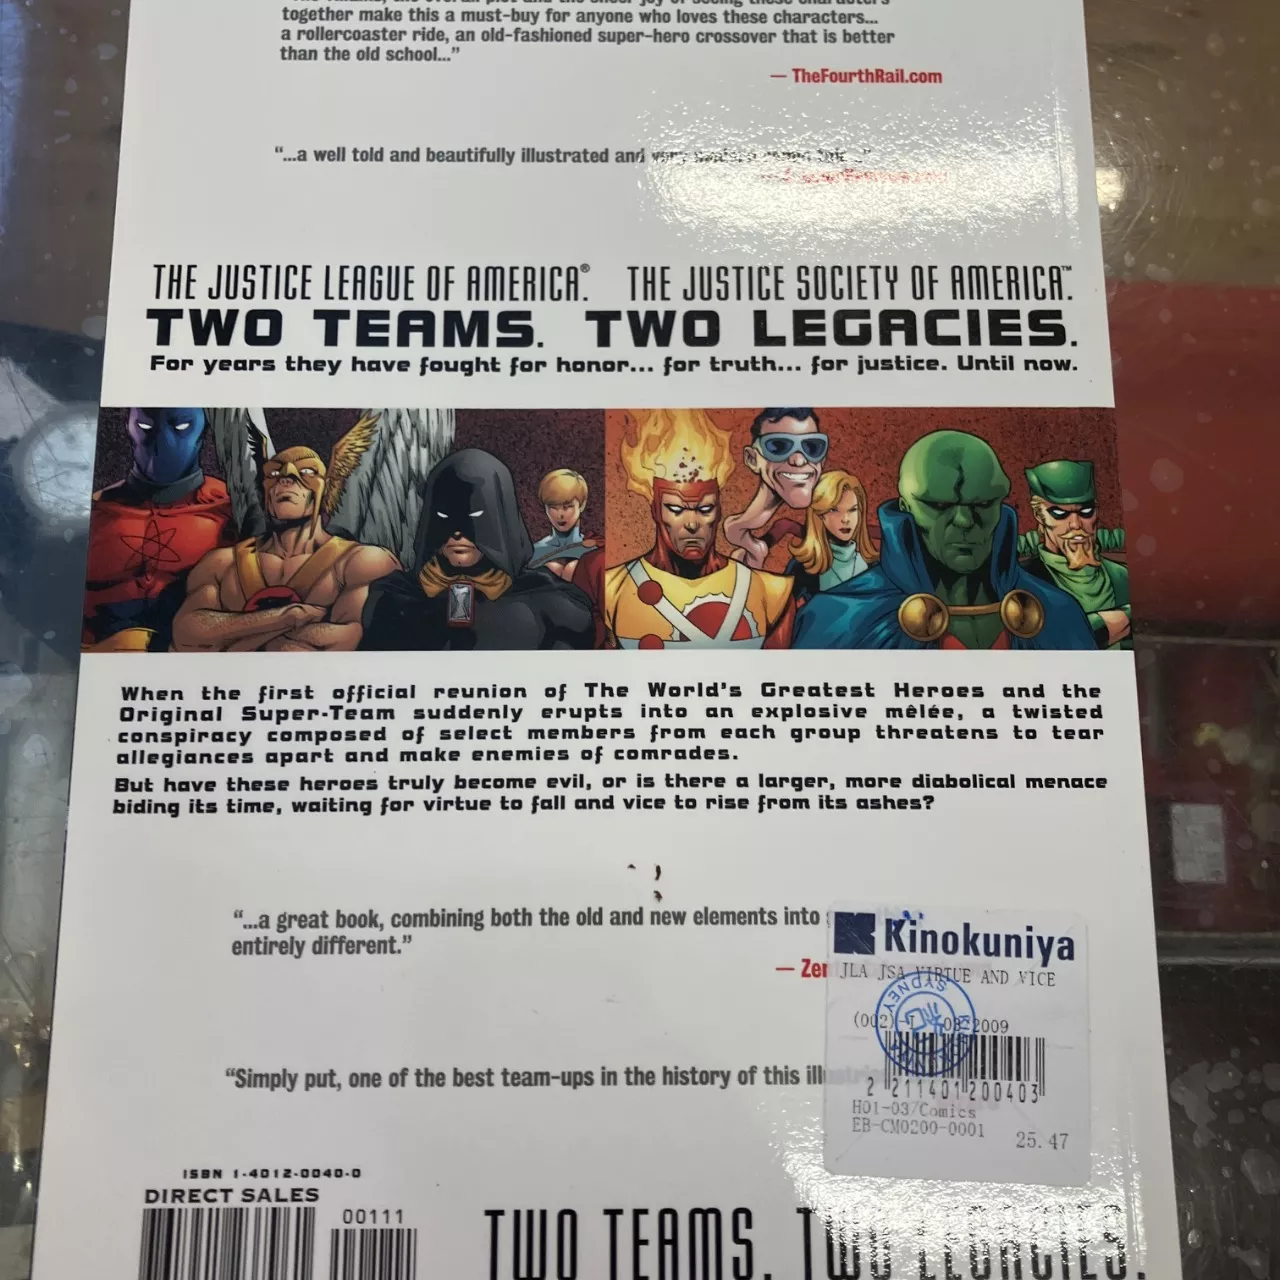 together make this a must-buy for anyone who loves these characters...
a rollercoaster ride, an old-fashioned super-hero crossover that is better
than the old school..."
— TheFourthRail.com
"...a well told and beautifully illustrated and very
THE JUSTICE LEAGUE OF AMERICA.® THE JUSTICE SOCIETY OF AMERICA.™
TWO TEAMS. TWO LEGACIES.
For years they have fought for honor... for truth... for justice. Until now.
When the first official reunion of The World's Greatest Heroes and the
Original Super-Team suddenly erupts into an explosive mêlée, a twisted
conspiracy composed of select members from each group threatens to tear
allegiances apart and make enemies of comrades.
But have these heroes truly become evil, or is there a larger, more diabolical menace
biding its time, waiting for virtue to fall and vice to rise from its ashes?
"...a great book, combining both the old and new elements into
entirely different."
— Zen
Kinokuniya
JLA JSA VIRTUE AND VICE
SYDNEY
(002) 2009
2 211401 200403
H01-03/Comics
EB-CM0200-0001
25.47
"Simply put, one of the best team-ups in the history of this
ISBN 1-4012-0040-0
DIRECT SALES
00111
TWO TEAMS. TWO LEGACIES.